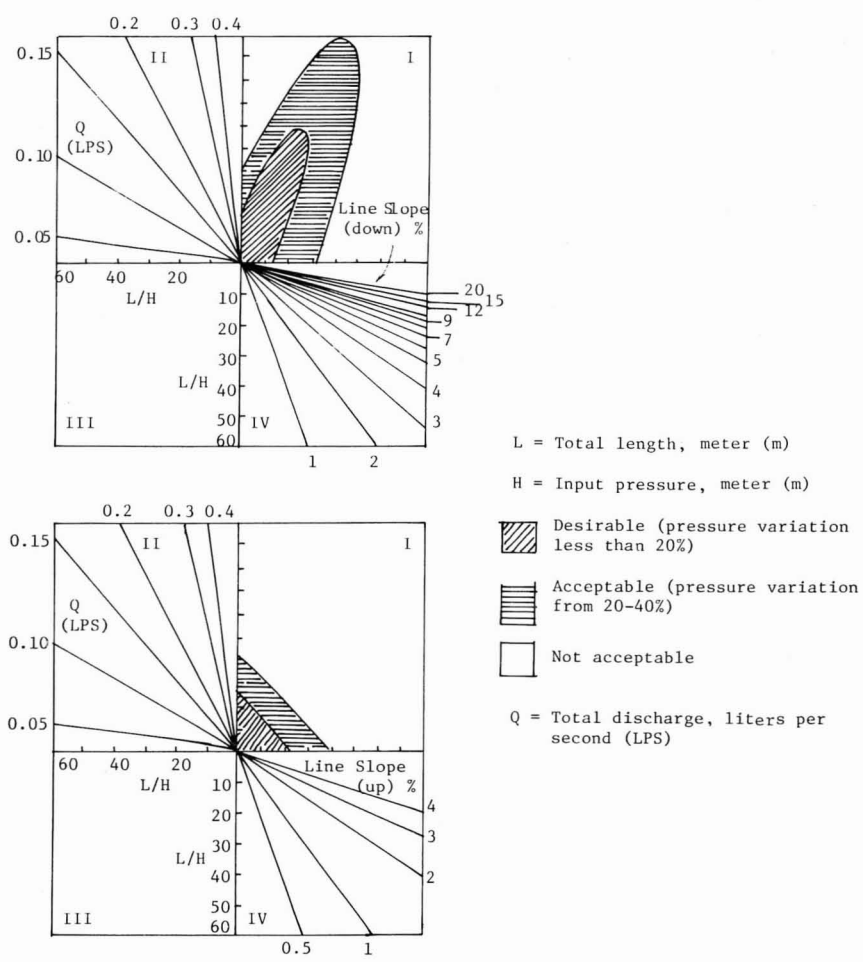 0.2 0.3 0.4
0.15
II
I
Q
(LPS)
0.10
Line Slope
(down) %
0.05
60 40 20
L/H
10
20
30
L/H
40
50
60
20
15
12
9
7
5
4
3
III
IV
1 2
L = Total length, meter (m)
H = Input pressure, meter (m)
Desirable (pressure variation
less than 20%)
Acceptable (pressure variation
from 20-40%)
Not acceptable
Q = Total discharge, liters per
second (LPS)
0.2 0.3 0.4
0.15
II
I
Q
(LPS)
0.10
0.05
60 40 20
L/H
Line Slope
(up) %
10
20
30
L/H
40
50
60
4
3
2
III
IV
0.5 1